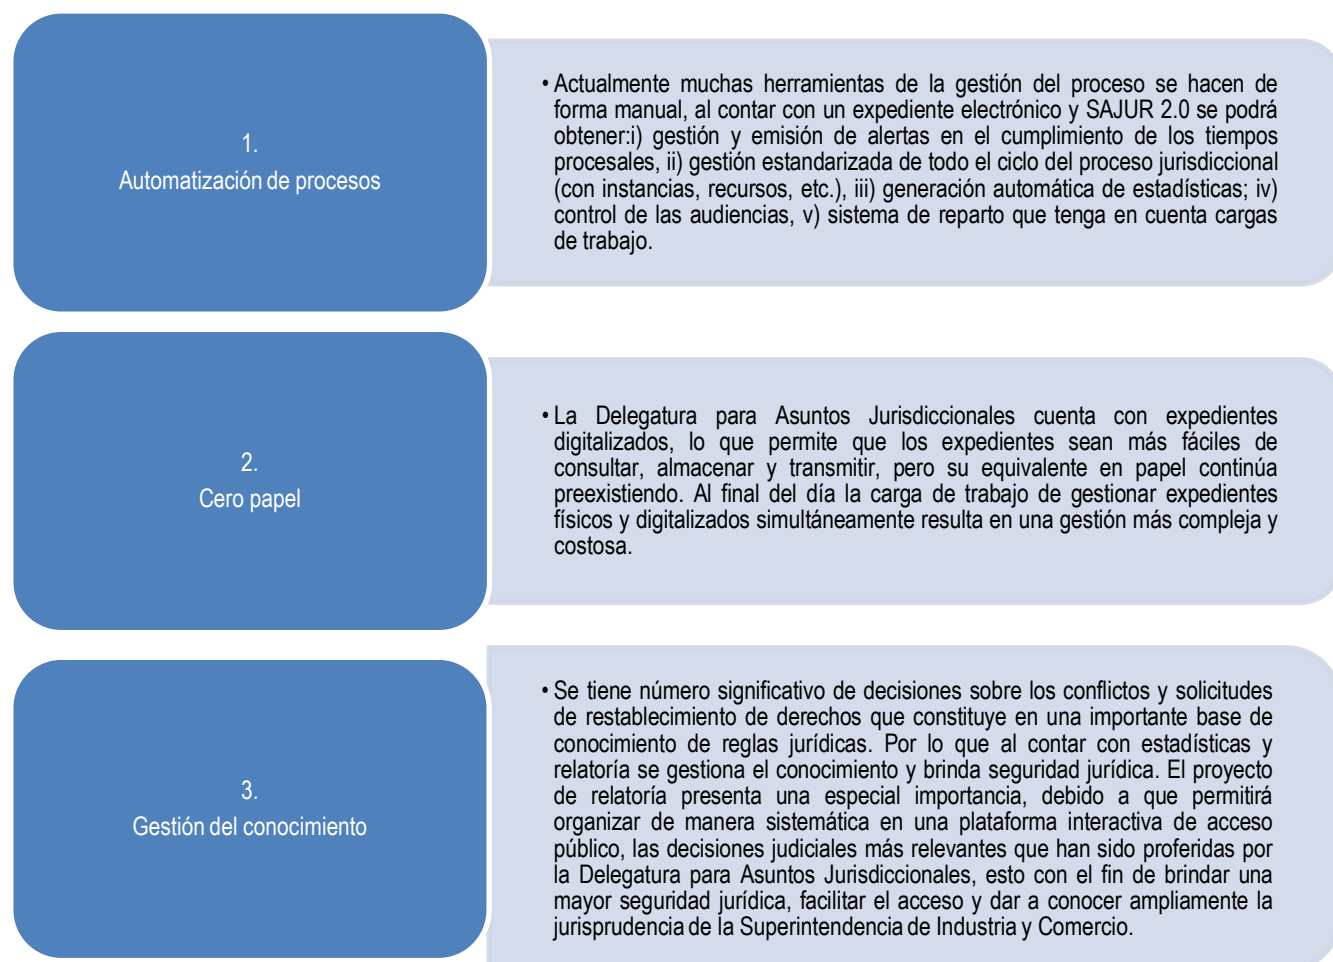 1.
Automatización de procesos
• Actualmente muchas herramientas de la gestión del proceso se hacen de
forma manual, al contar con un expediente electrónico y SAJUR 2.0 se podrá
obtener:i) gestión y emisión de alertas en el cumplimiento de los tiempos
procesales, ii) gestión estandarizada de todo el ciclo del proceso jurisdiccional
(con instancias, recursos, etc.), iii) generación automática de estadísticas; iv)
control de las audiencias, v) sistema de reparto que tenga en cuenta cargas
de trabajo.
2.
Cero papel
• La Delegatura para Asuntos Jurisdiccionales cuenta con expedientes
digitalizados, lo que permite que los expedientes sean más fáciles de
consultar, almacenar y transmitir, pero su equivalente en papel continúa
preexistiendo. Al final del día la carga de trabajo de gestionar expedientes
físicos y digitalizados simultáneamente resulta en una gestión más compleja y
costosa.
3.
Gestión del conocimiento
• Se tiene número significativo de decisiones sobre los conflictos y solicitudes
de restablecimiento de derechos que constituye en una importante base de
conocimiento de reglas jurídicas. Por lo que al contar con estadísticas y
relatoría se gestiona el conocimiento y brinda seguridad jurídica. El proyecto
de relatoría presenta una especial importancia, debido a que permitirá
organizar de manera sistemática en una plataforma interactiva de acceso
público, las decisiones judiciales más relevantes que han sido proferidas por
la Delegatura para Asuntos Jurisdiccionales, esto con el fin de brindar una
mayor seguridad jurídica, facilitar el acceso y dar a conocer ampliamente la
jurisprudencia de la Superintendencia de Industria y Comercio.